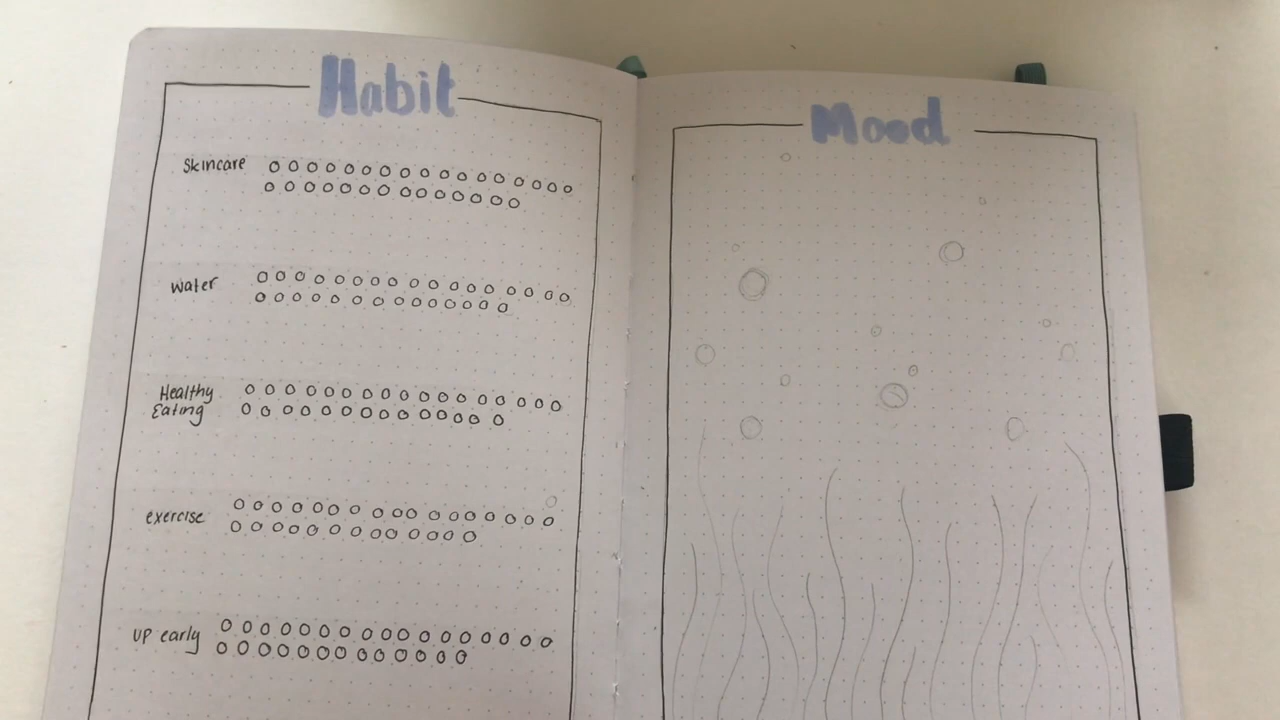 Habit
Skincare
water
Healthy
Eating
exercise
UP early
Mood